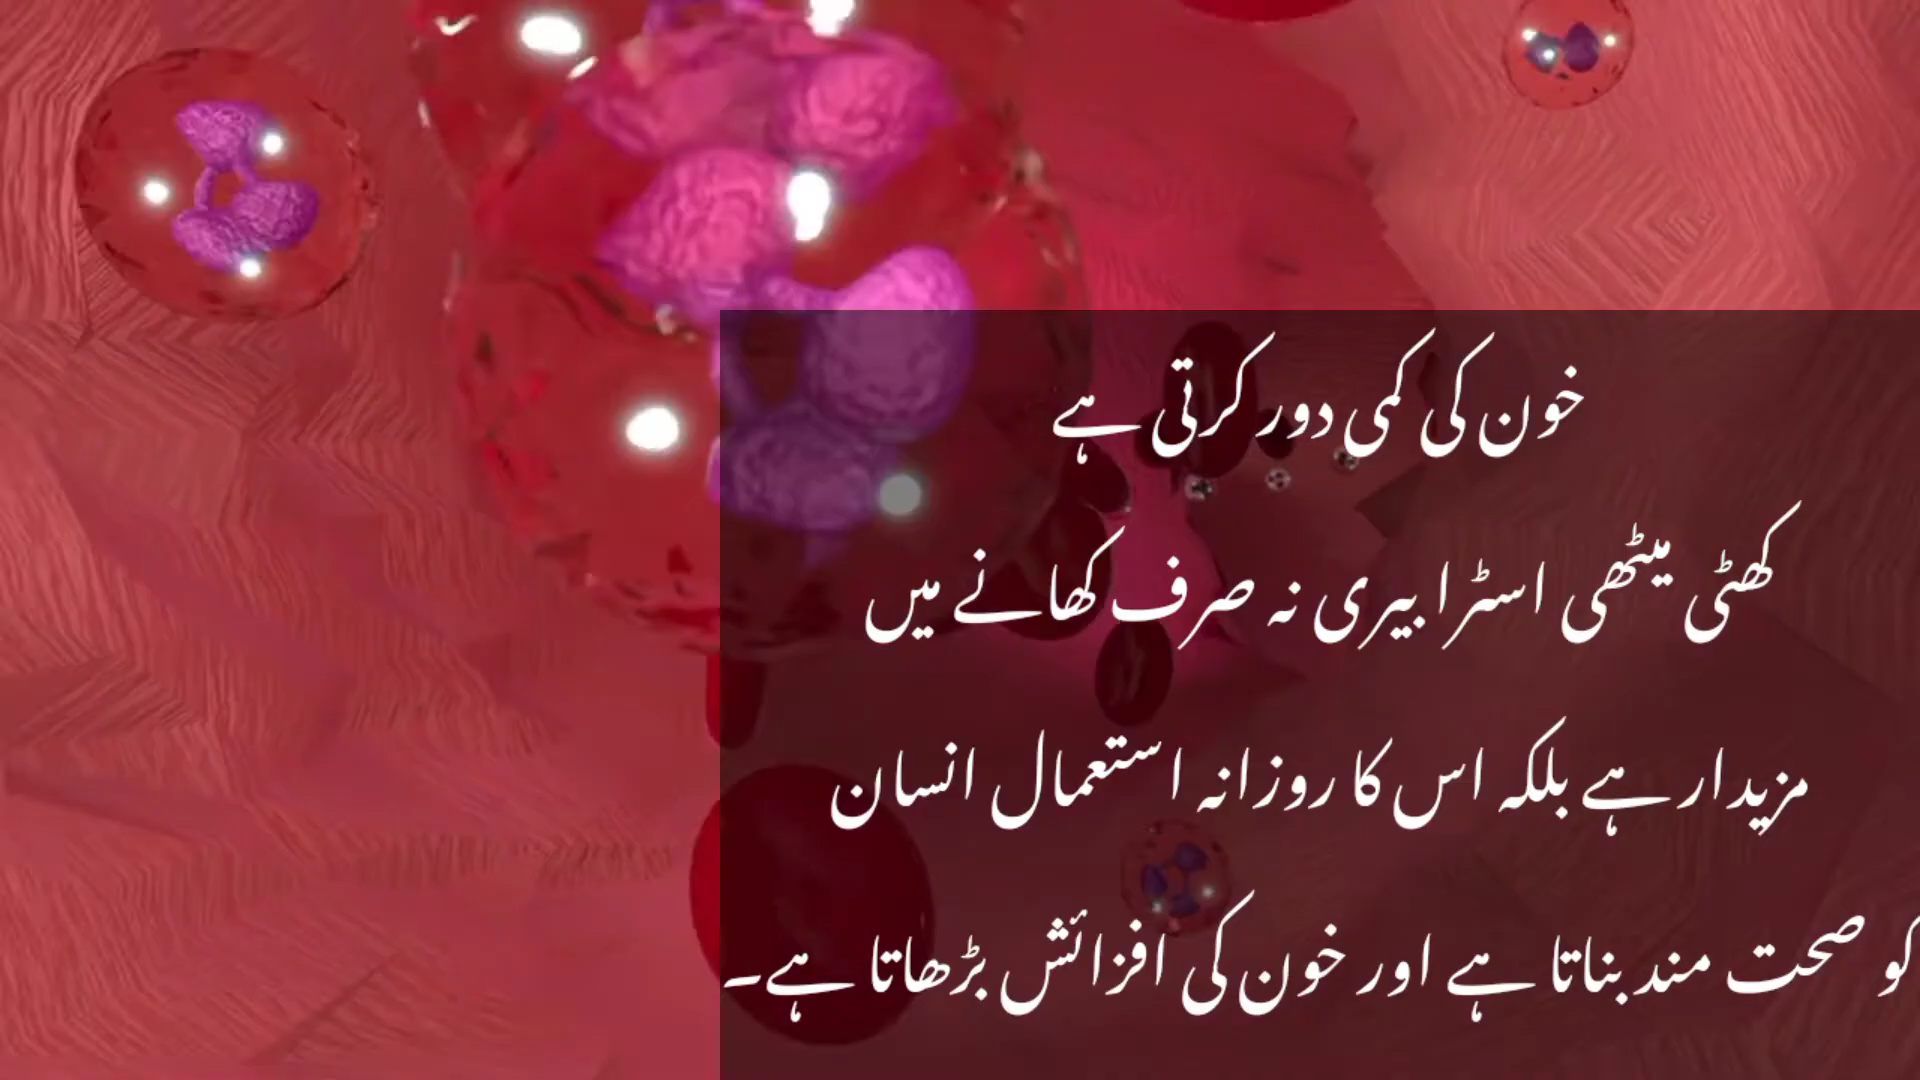 خون کی کمی دور کرتی ہے
کھٹی میٹھی اسٹرابیری نہ صرف کھانے میں
مزیدار ہے بلکہ اس کا روزانہ استعمال انسان
کو صحت مند بناتا ہے اور خون کی افزائش بڑھاتا ہے۔